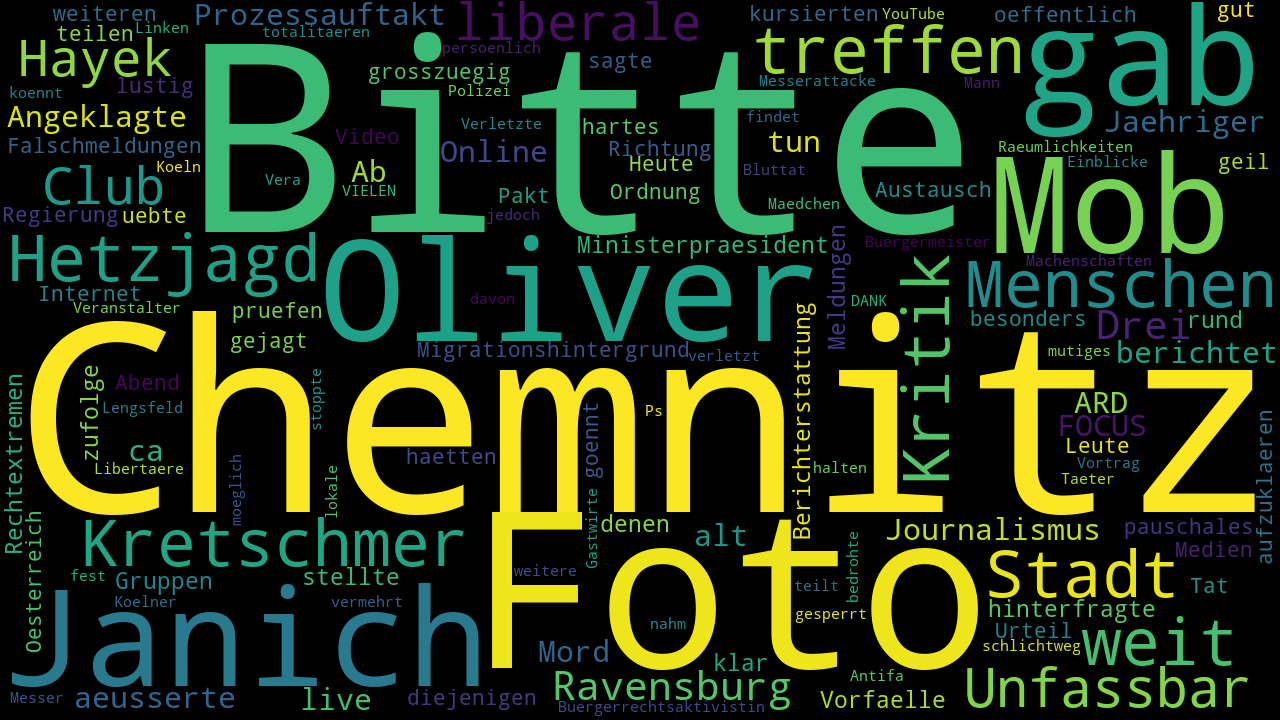 weiteren
Prozessauftakt
liberale
kursierten
YouTube
oeffentlich
gut
teilen
Linken
totalitaeren
persoenlich
treffen
gab
Hayek
Bitte
grosszuegig
sagte
koennt
lustig
Polizei
Messerattacke
Mann
Angeklagte
Verletzte
hartes
findet
Jaehriger
Falschmeldungen
Video
Online
Richtung
tun
Raeumlichkeiten
Koeln
Heute
Einblicke
geil
Club
Vera
Ab
VIELEN
Pakt
Ordnung
Bluttat
Austausch
Mob
Regierung
uebte
jedoch
Maedchen
Hetzjagd
Oliver
Ministerpraesident
Buergermeister
Machenschaften
Internet
davon
Meldungen
DANK
Kritik
Menschen
Veranstalter
pruefen
besonders
Drei
rund
gejagt
Migrationshintergrund
verletzt
mutiges
berichtet
Chemnitz
zufolge
Abend
stoppte
Berichterstattung
Rechtextremen
Lengsfeld
Ps
goennt
ARD
FOCUS
ca
Leute
aufzuklaeren
Libertaere
haetten
halten
Vortrag
moeglich
lokale
Taeter
Kretschmer
Foto
Gastwirte
denen
alt
Journalismus
pauschales
Oesterreich
bedrohte
Medien
fest
Gruppen
stellte
weitere
teilt
Stadt
Tat
Koelner
vermehrt
gesperrt
hinterfragte
Janich
nahm
Urteil
schlichtweg
weit
Mord
klar
Messer
aeusserte
live
diejenigen
Ravensburg
Antifa
Unfassbar
Buergerrechtsaktivistin
Vorfaelle